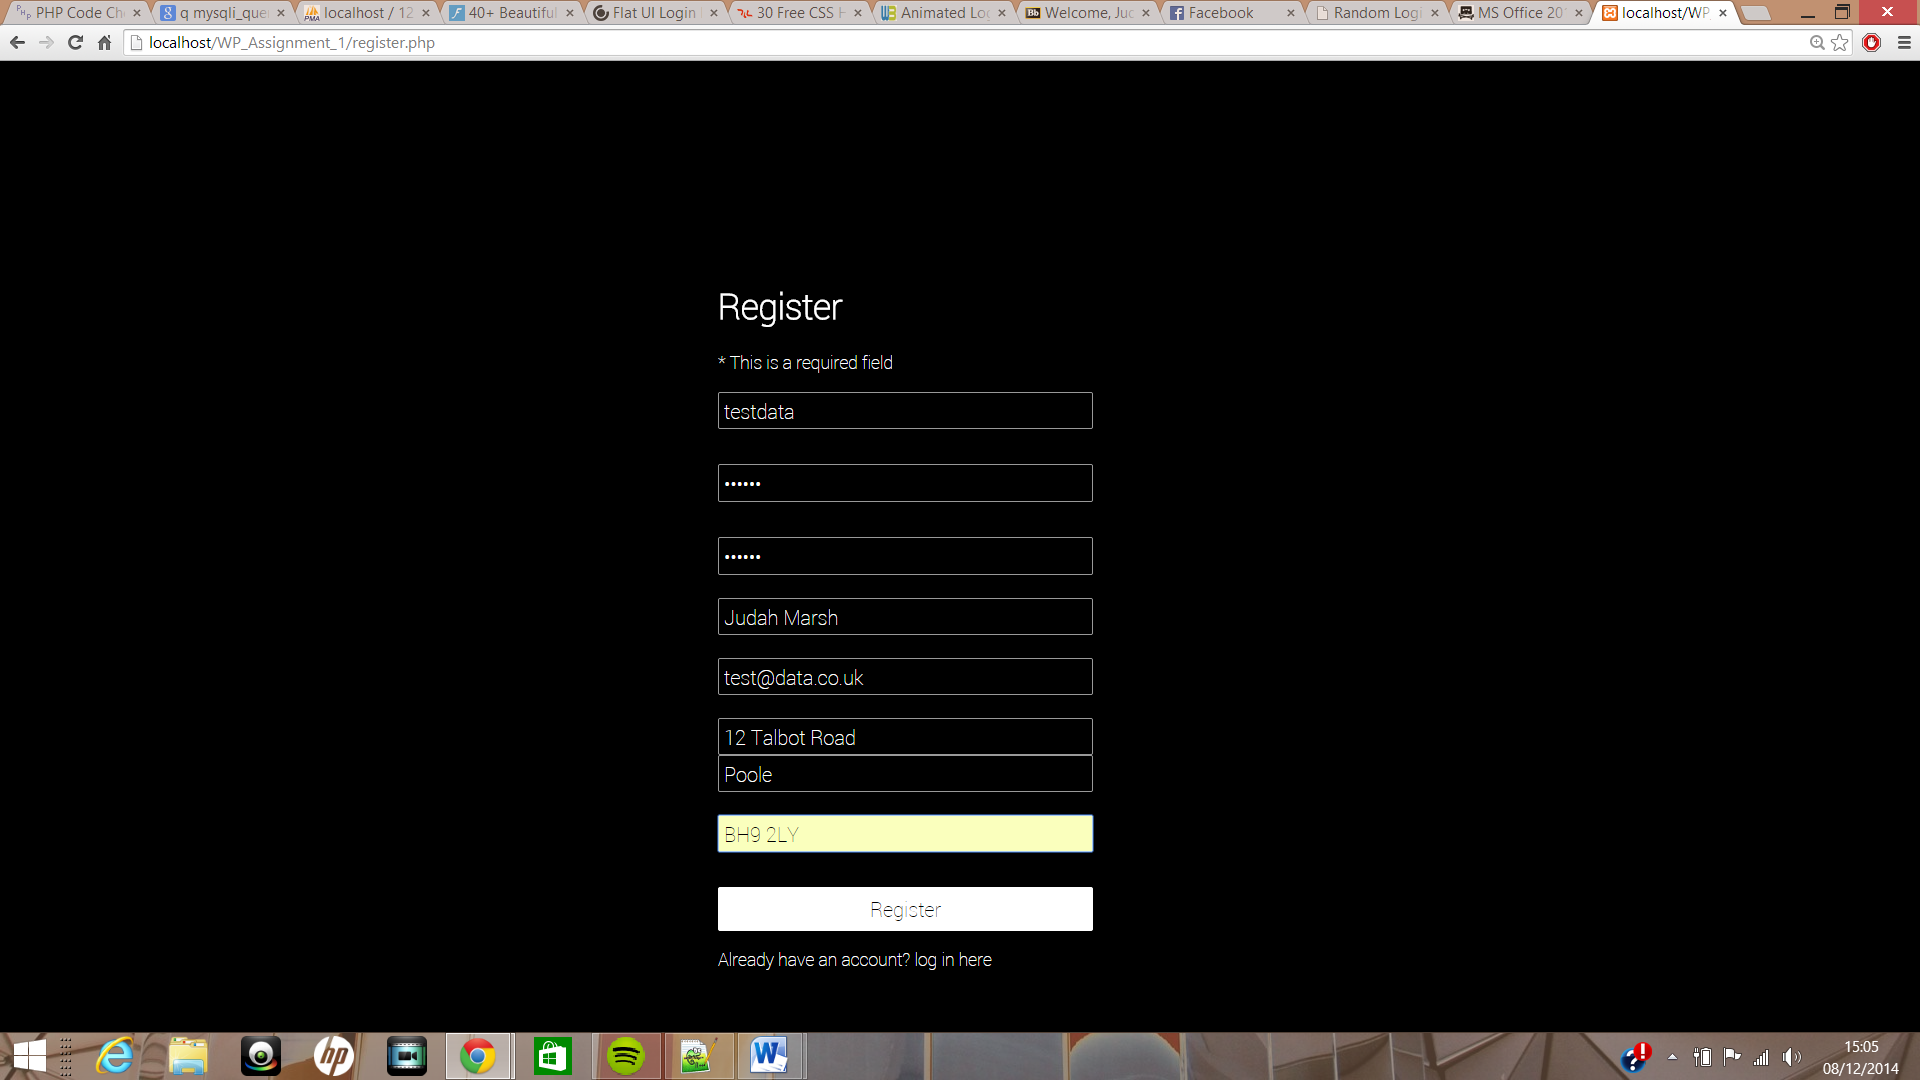 PHP Code Ch
q mysqli_que
localhost / 12
40+ Beautiful
Flat UI Login
30 Free CSS H
Animated Log
Welcome, Jud
Facebook
Random Logi
MS Office 201
localhost/WP_
localhost/WP_Assignment_1/register.php
Register
* This is a required field
testdata
••••••
••••••
Judah Marsh
test@data.co.uk
12 Talbot Road
Poole
BH9 2LY
Register
Already have an account? log in here
15:05
08/12/2014